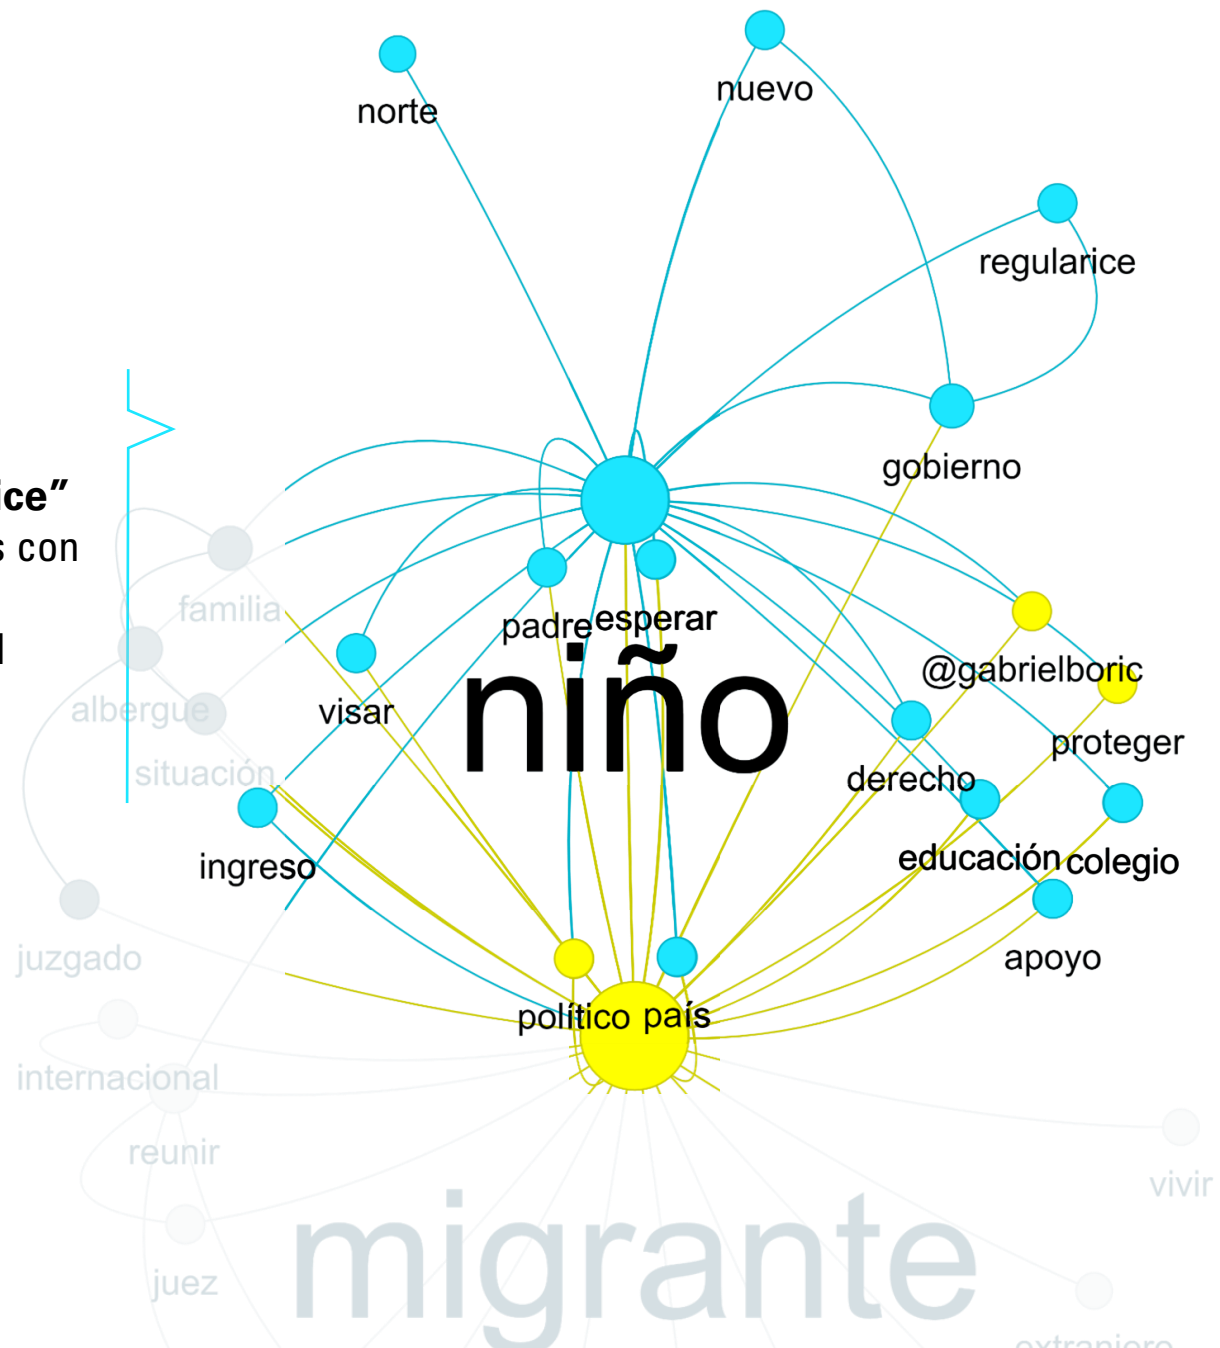 nuevo
norte
regularice
gobierno
ice”
s con
familia
padre
esperar
niño
@gabrielboric
albergue
visar
proteger
situación
derecho
ingreso
educación
colegio
juzgado
apoyo
político
país
internacional
reunir
vivir
migrante
juez
extranjero